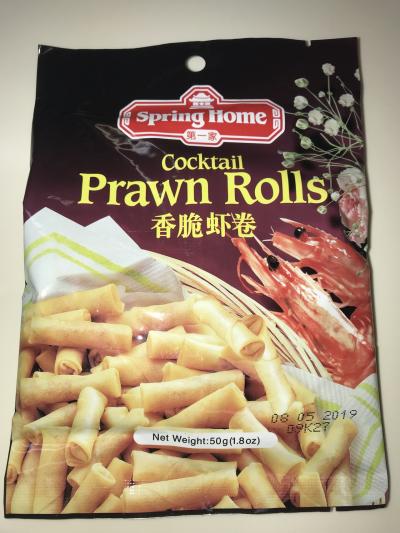 Spring Home
第一家
Cocktail
Prawn Rolls
香脆虾卷
08 05 2019
09K27
Net Weight:50g(1.8oz)